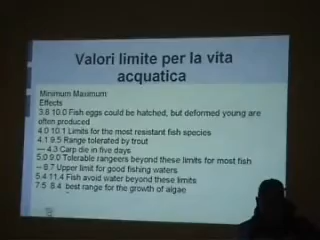 Valori limite per la vita
acquatica
Minimum Maximum:
Effects
3.8 10.0 Fish eggs could be hatched, but deformed young are
often produced
4.0 10.1 Limits for the most resistant fish species
4.1 9.5 Range tolerated by trout
— 4.3 Carp die in five days
5.0 9.0 Tolerable rangeers beyond these limits for most fish
– 8.7 Upper limit for good fishing waters
5.4 11.4 Fish avoid water beyond these limits
7.5 8.4 best range for the growth of algae